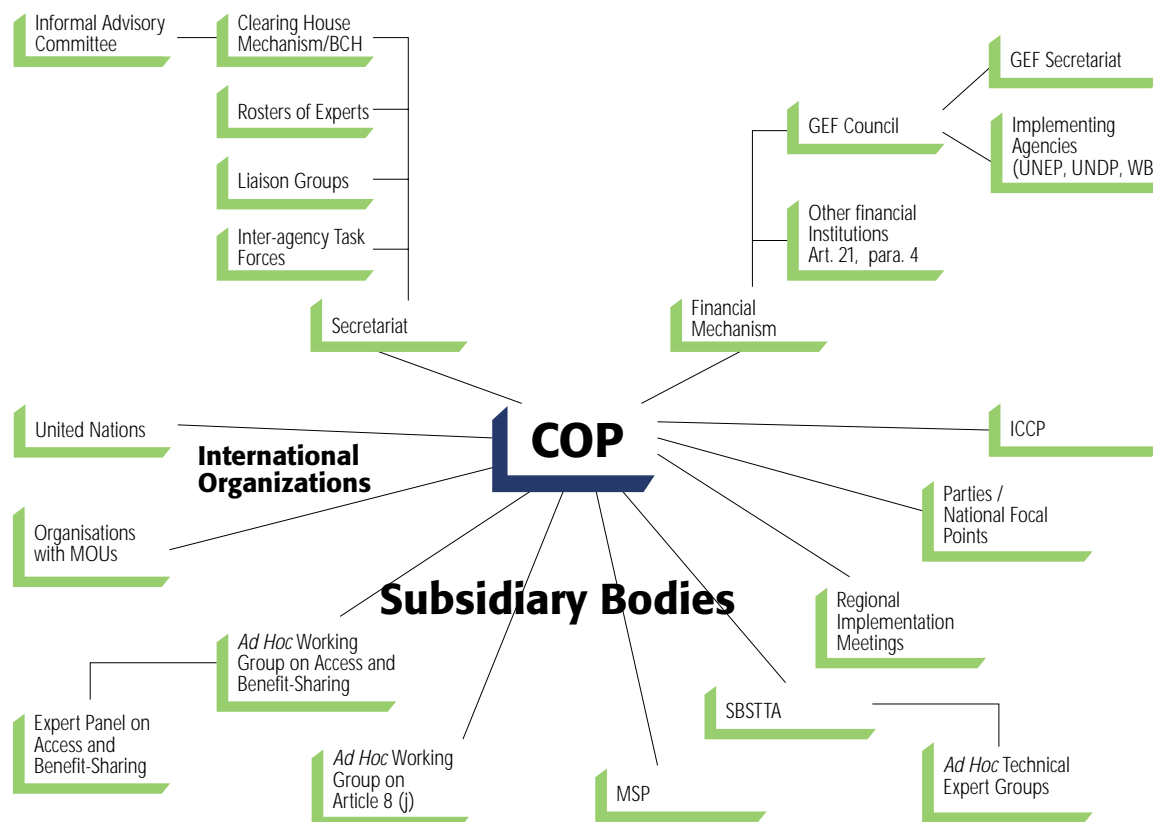 Informal Advisory
Committee
Clearing House
Mechanism/BCH
Rosters of Experts
Liaison Groups
Inter-agency Task
Forces
Secretariat
GEF Secretariat
GEF Council
Implementing
Agencies
(UNEP, UNDP, WB
Other financial
Institutions
Art. 21, para. 4
Financial
Mechanism
COP
United Nations
International
Organizations
Organisations
with MOUs
ICCP
Parties /
National Focal
Points
Subsidiary Bodies
Regional
Implementation
Meetings
Ad Hoc Working
Group on Access and
Benefit-Sharing
Expert Panel on
Access and
Benefit-Sharing
Ad Hoc Working
Group on
Article 8 (j)
MSP
SBSTTA
Ad Hoc Technical
Expert Groups